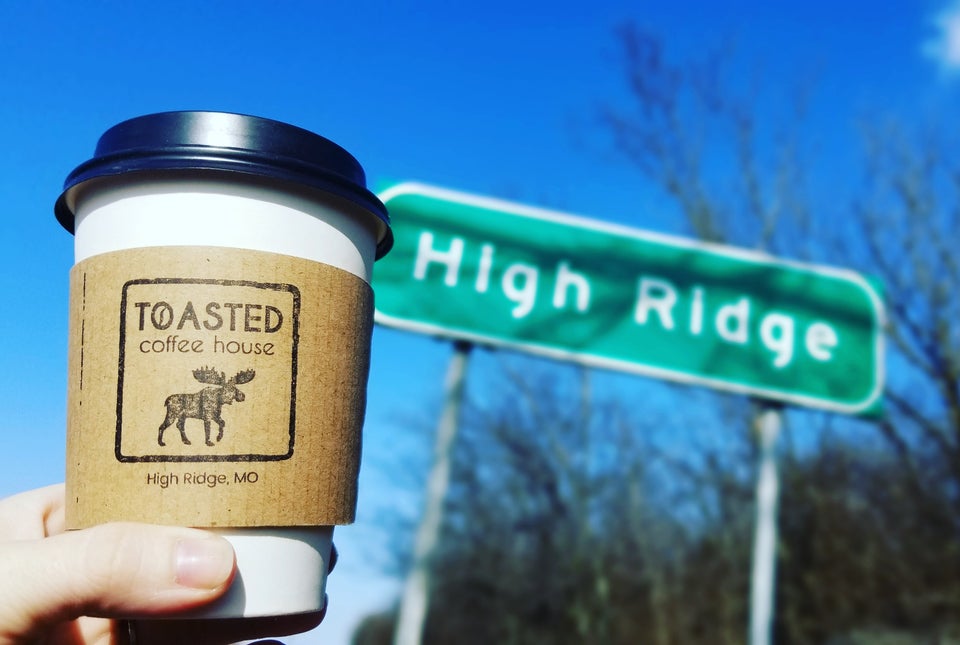 TOASTED
coffee house
High Ridge, MO
High Ridge